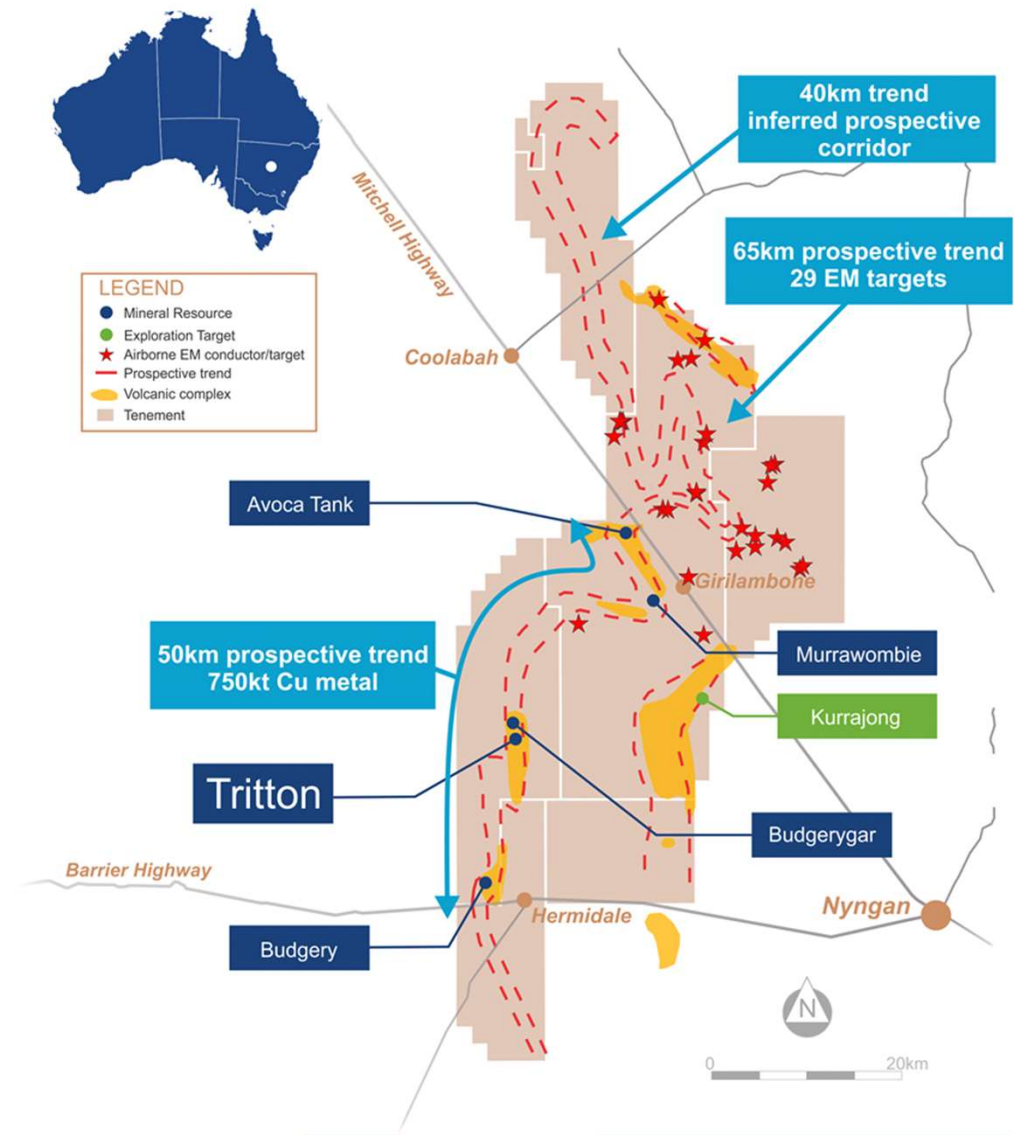 40km trend
inferred prospective
corridor
Mitchell Highway
65km prospective trend
29 EM targets
LEGEND
Mineral Resource
Exploration Target
Airborne EM conductor/target
Prospective trend
Volcanic complex
Tenement
Coolabah
Avoca Tank
Girilambone
50km prospective trend
750kt Cu metal
Murrawombie
Kurrajong
Tritton
Budgerygar
Barrier Highway
Nyngan
Hermidale
Budgery
N
0
20km